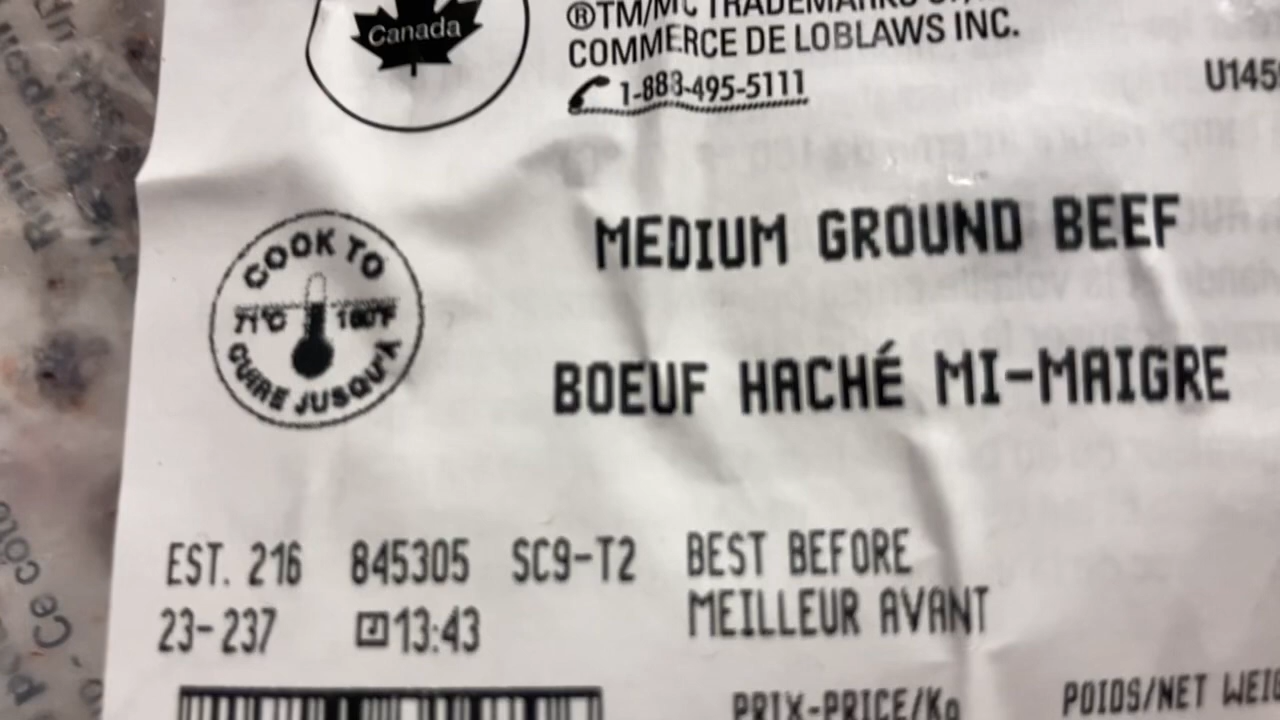 Canada
®TM/MC TRADEMARKS
COMMERCE DE LOBLAWS INC.
1-888-495-5111
U145
MEDIUM GROUND BEEF
COOK TO
71°C 160°F
CUIRE JUSQU'À
BOEUF HACHÉ MI-MAIGRE
EST. 216 845305 SC9-T2 BEST BEFORE
23-237 13:43 MEILLEUR AVANT
PRIX-PRICE/Kg POIDS/NET
Ce côté